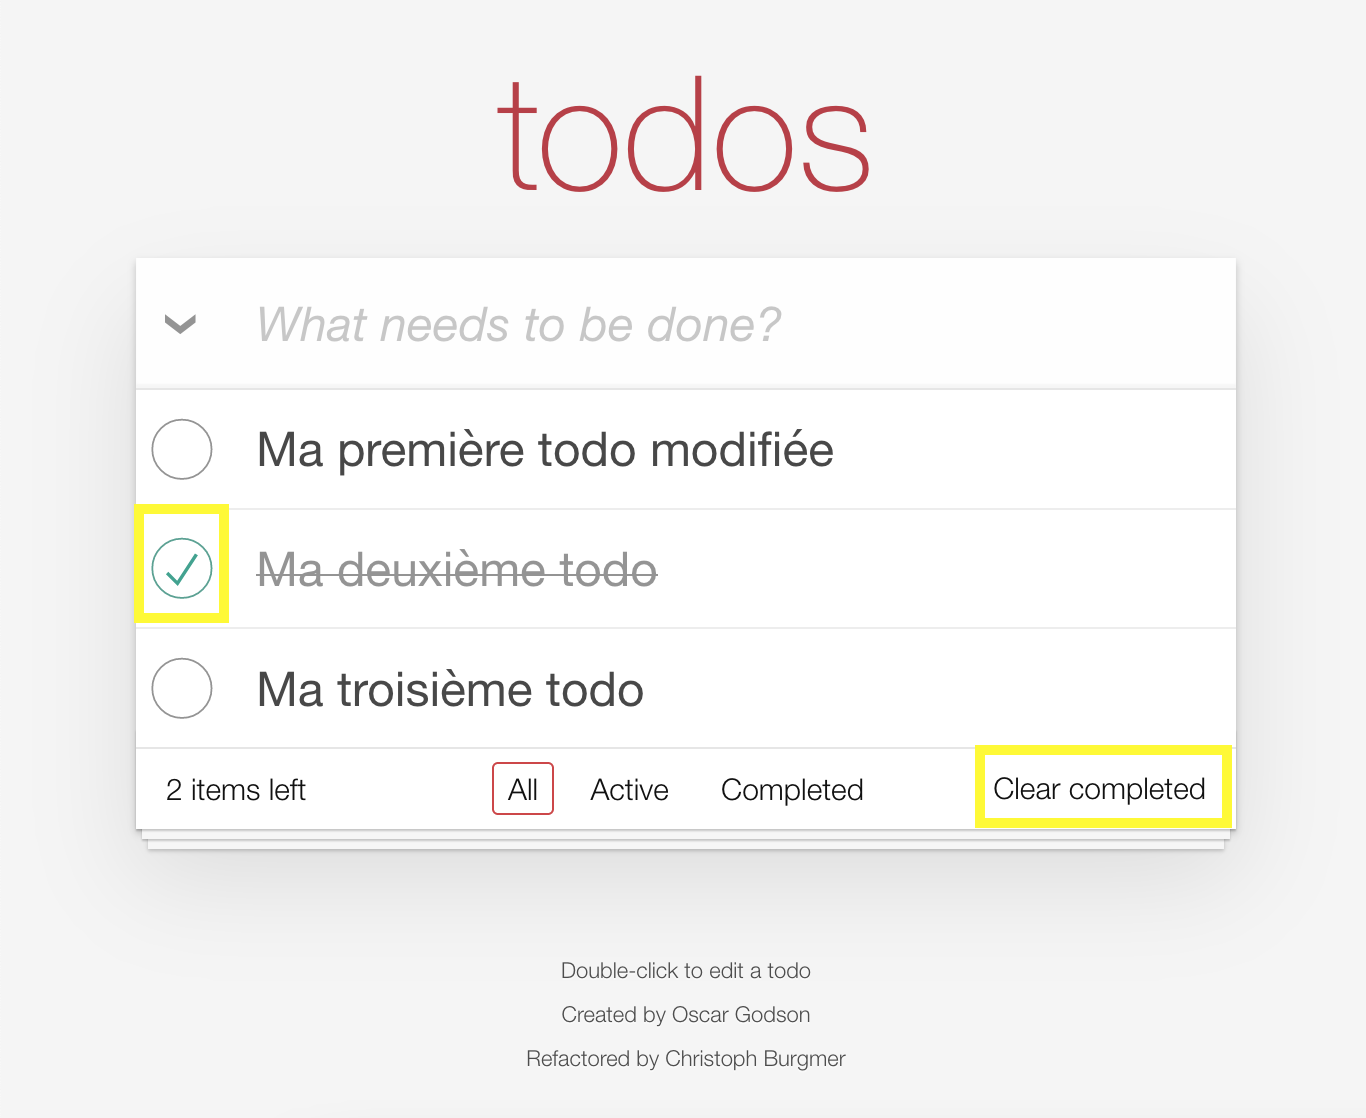 todos
What needs to be done?
Ma première todo modifiée
Ma deuxième todo
Ma troisième todo
2 items left All Active Completed Clear completed
Double-click to edit a todo
Created by Oscar Godson
Refactored by Christoph Burgmer